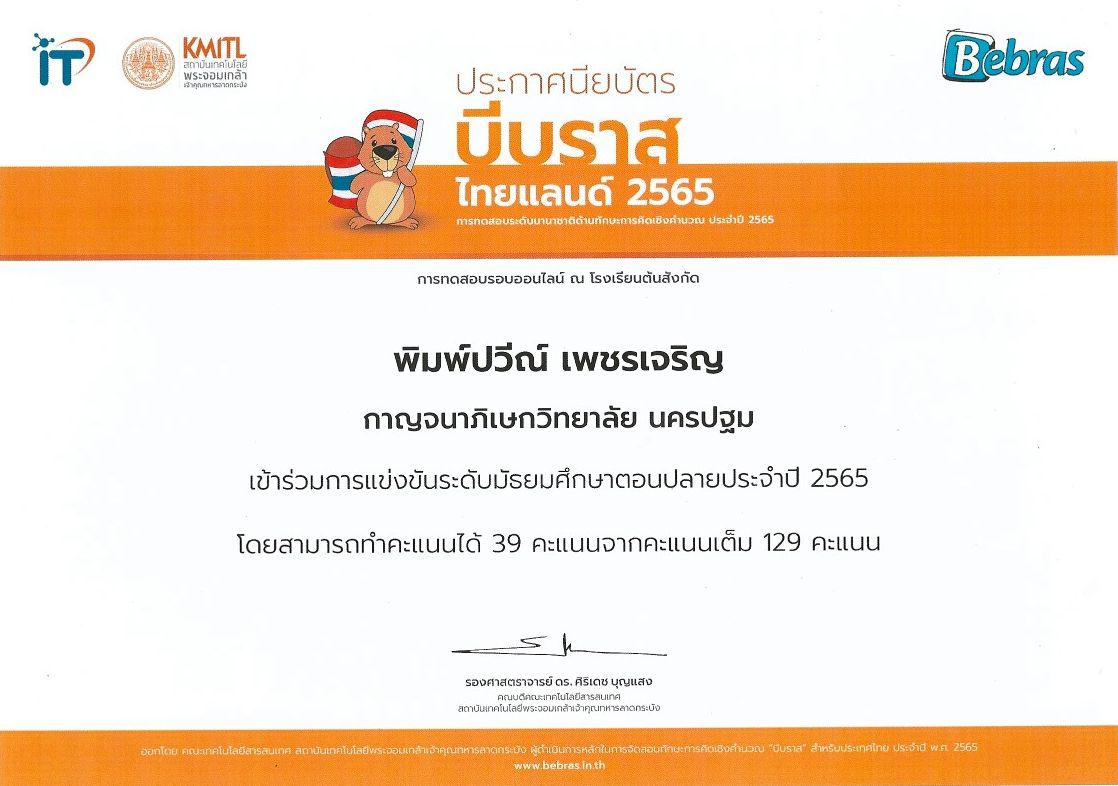 iT
KMITL
สถาบันเทคโนโลยี
พระจอมเกล้า
เจ้าคุณทหารลาดกระบัง
Bebras
ประกาศนียบัตร
บีบราส
ไทยแลนด์ 2565
การทดสอบระดับนานาชาติด้านทักษะการคิดเชิงคำนวณ ประจำปี 2565
การทดสอบรอบออนไลน์ ณ โรงเรียนต้นสังกัด
พิมพ์ปวีณ์ เพชรเจริญ
กาญจนาภิเษกวิทยาลัย นครปฐม
เข้าร่วมการแข่งขันระดับมัธยมศึกษาตอนปลายประจำปี 2565
โดยสามารถทำคะแนนได้ 39 คะแนนจากคะแนนเต็ม 129 คะแนน
รองศาสตราจารย์ ดร. ศิริเดช บุญแสง
คณบดีคณะเทคโนโลยีสารสนเทศ
สถาบันเทคโนโลยีพระจอมเกล้าเจ้าคุณทหารลาดกระบัง
ออกโดย คณะเทคโนโลยีสารสนเทศ สถาบันเทคโนโลยีพระจอมเกล้าเจ้าคุณทหารลาดกระบัง ผู้ดำเนินการหลักในการจัดสอบทักษะการคิดเชิงคำนวณ "บีบราส" สำหรับประเทศไทย ประจำปี พ.ศ. 2565
www.bebras.in.th